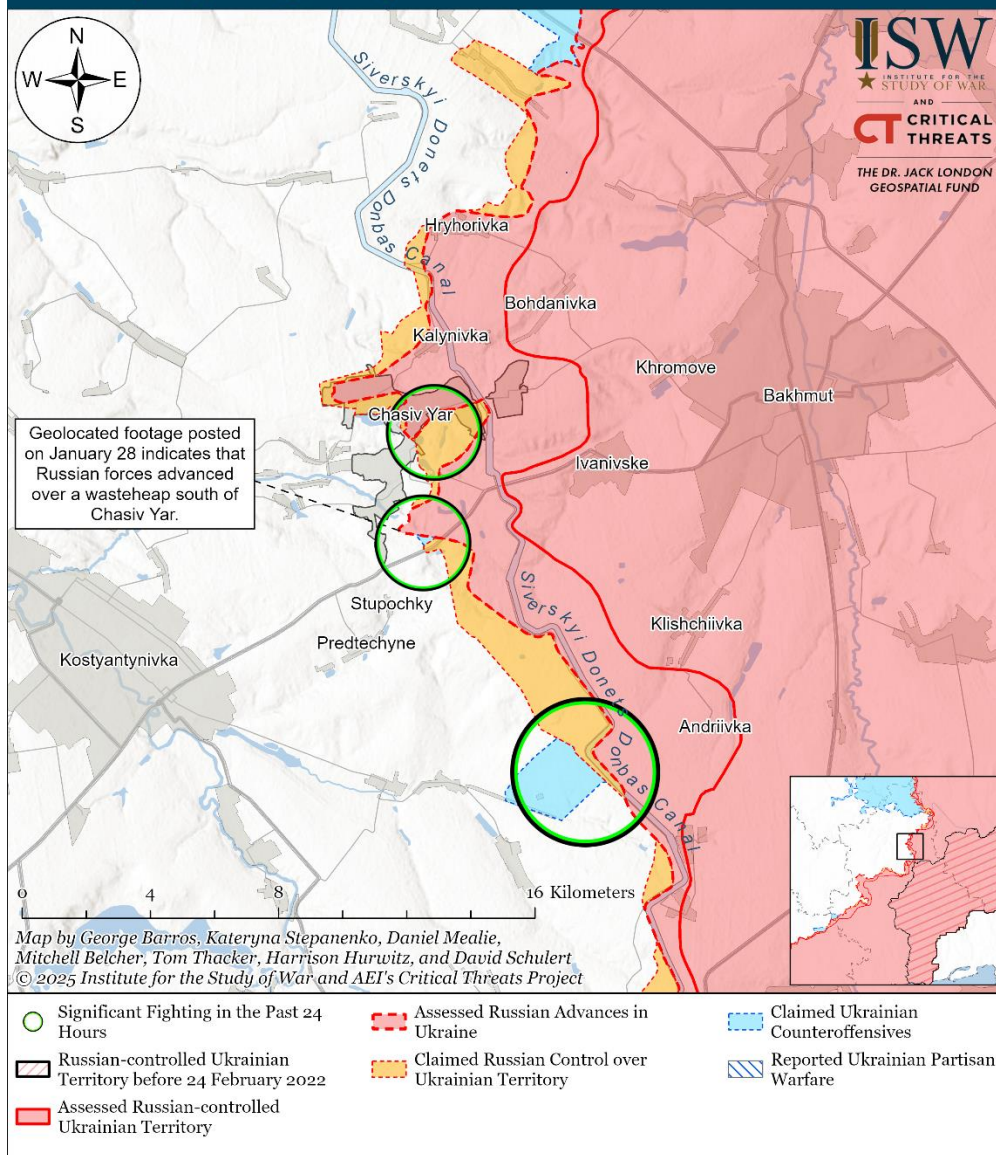 N
W E
S
ISW
INSTITUTE FOR THE
STUDY OF WAR
AND
CT CRITICAL
THREATS
THE DR. JACK LONDON
GEOSPATIAL FUND
Siverskyi Donets Donbas Canal
Hryhorivka
Bohdanivka
Kalynivka
Khromove
Bakhmut
Chasiv Yar
Geolocated footage posted
on January 28 indicates that
Russian forces advanced
over a wasteheap south of
Chasiv Yar.
Ivanivske
Siverskyi Donets Donbas Canal
Stupochky
Klishchiivka
Predtechyne
Kostyantynivka
Andriivka
0 4 8 16 Kilometers
Map by George Barros, Kateryna Stepanenko, Daniel Mealie,
Mitchell Belcher, Tom Thacker, Harrison Hurwitz, and David Schulert
© 2025 Institute for the Study of War and AEI's Critical Threats Project
Significant Fighting in the Past 24
Hours
Russian-controlled Ukrainian
Territory before 24 February 2022
Assessed Russian-controlled
Ukrainian Territory
Assessed Russian Advances in
Ukraine
Claimed Russian Control over
Ukrainian Territory
Claimed Ukrainian
Counteroffensives
Reported Ukrainian Partisan
Warfare